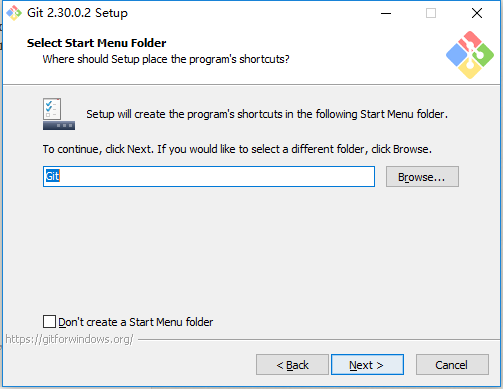 Git 2.30.0.2 Setup
Select Start Menu Folder
Where should Setup place the program's shortcuts?
Setup will create the program's shortcuts in the following Start Menu folder.
To continue, click Next. If you would like to select a different folder, click Browse.
Git
Browse...
Don't create a Start Menu folder
https://gitforwindows.org/
< Back
Next >
Cancel